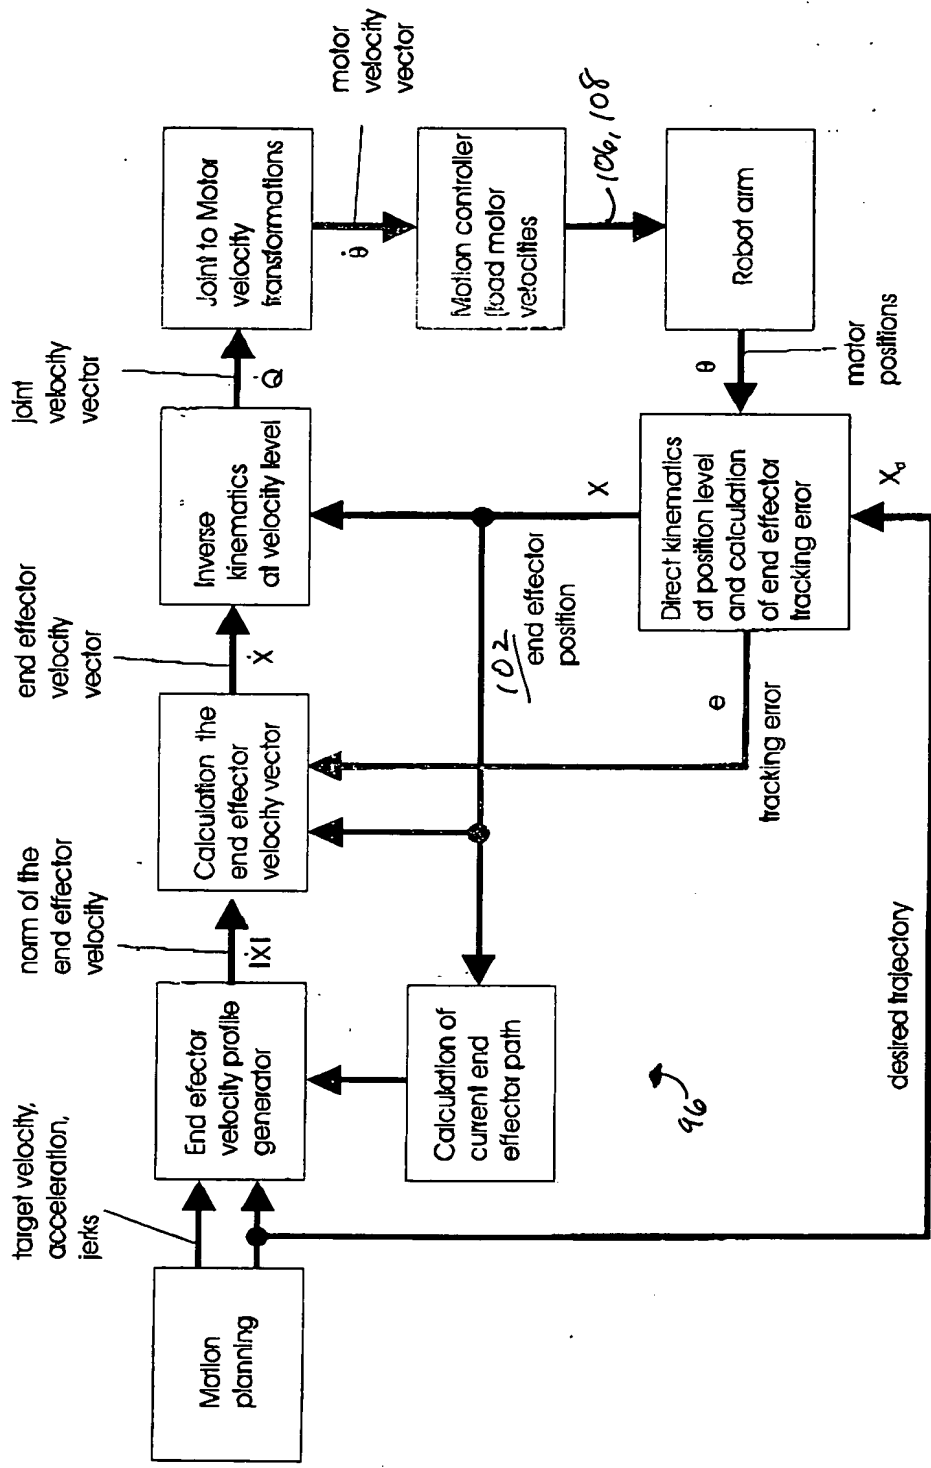 target velocity,
acceleration,
jerks
norm of the
end effector
velocity
end effector
velocity
vector
joint
velocity
vector
Motion
planning
End efector
velocity profile
generator
|Ẋ|
Calculation the
end effector
velocity vector
Ẋ
Inverse
kinematics
at velocity level
Q̇
Joint to Motor
velocity
transformations
θ̇
motor
velocity
vector
Calculation of
current end
effector path
102
end effector
position
X
Motion controller
(load motor
velocities
106, 108
e
tracking error
Direct kinematics
at position level
and calculation
of end effector
tracking error
θ
motor
positions
Robot arm
96
desired trajectory
Xd